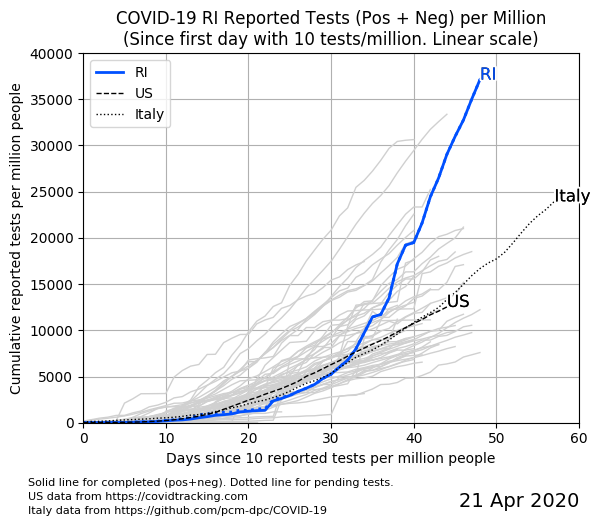 COVID-19 RI Reported Tests (Pos + Neg) per Million
(Since first day with 10 tests/million. Linear scale)
Cumulative reported tests per million people
40000
35000
30000
25000
20000
15000
10000
5000
0
RI
US
Italy
RI
Italy
US
0 10 20 30 40 50 60
Days since 10 reported tests per million people
Solid line for completed (pos+neg). Dotted line for pending tests.
US data from https://covidtracking.com
Italy data from https://github.com/pcm-dpc/COVID-19
21 Apr 2020